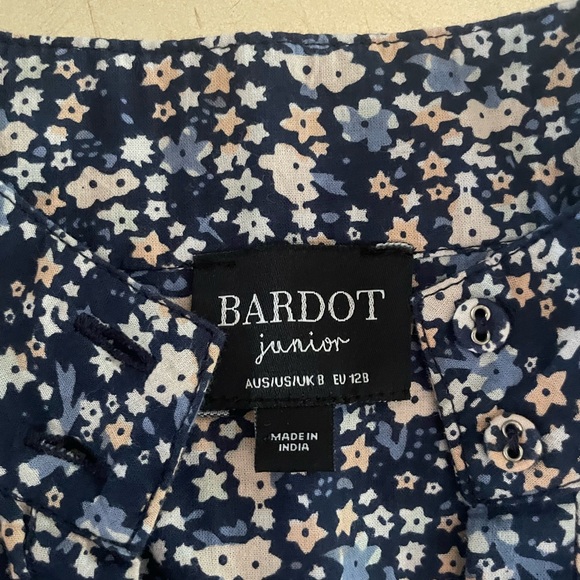 BARDOT
junior
AUS/US/UK 8 EU 128
MADE IN
INDIA